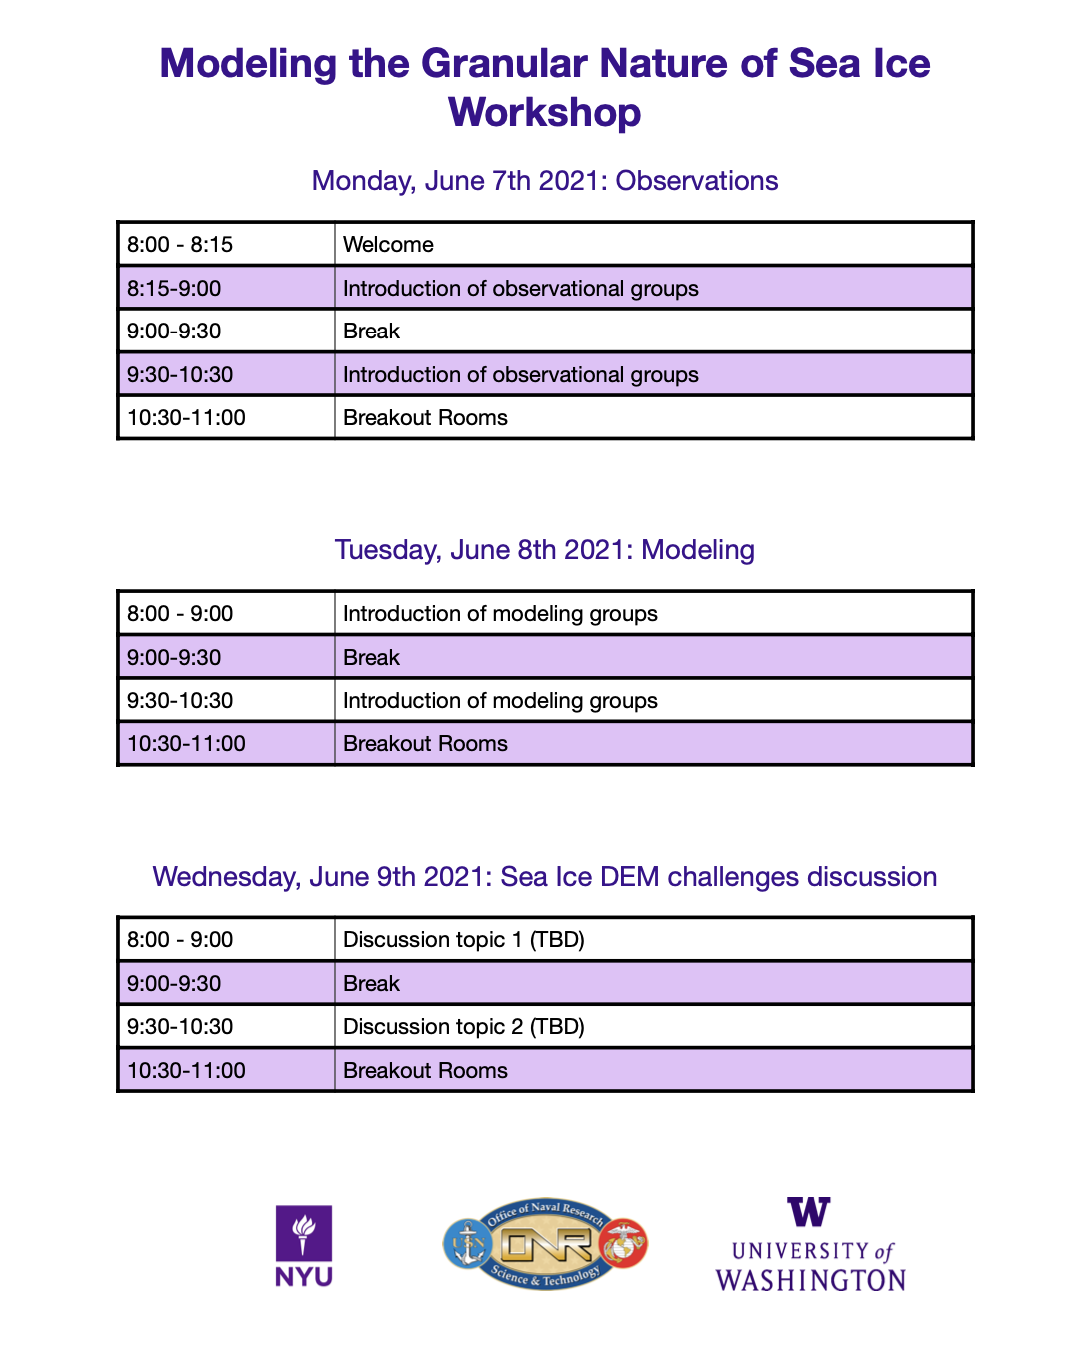 Modeling the Granular Nature of Sea Ice
Workshop
Monday, June 7th 2021: Observations
8:00 - 8:15 Welcome
8:15-9:00 Introduction of observational groups
9:00-9:30 Break
9:30-10:30 Introduction of observational groups
10:30-11:00 Breakout Rooms
Tuesday, June 8th 2021: Modeling
8:00 - 9:00 Introduction of modeling groups
9:00-9:30 Break
9:30-10:30 Introduction of modeling groups
10:30-11:00 Breakout Rooms
Wednesday, June 9th 2021: Sea Ice DEM challenges discussion
8:00 - 9:00 Discussion topic 1 (TBD)
9:00-9:30 Break
9:30-10:30 Discussion topic 2 (TBD)
10:30-11:00 Breakout Rooms
NYU
Office of Naval Research
USN
ONR
Science & Technology
W
UNIVERSITY of
WASHINGTON